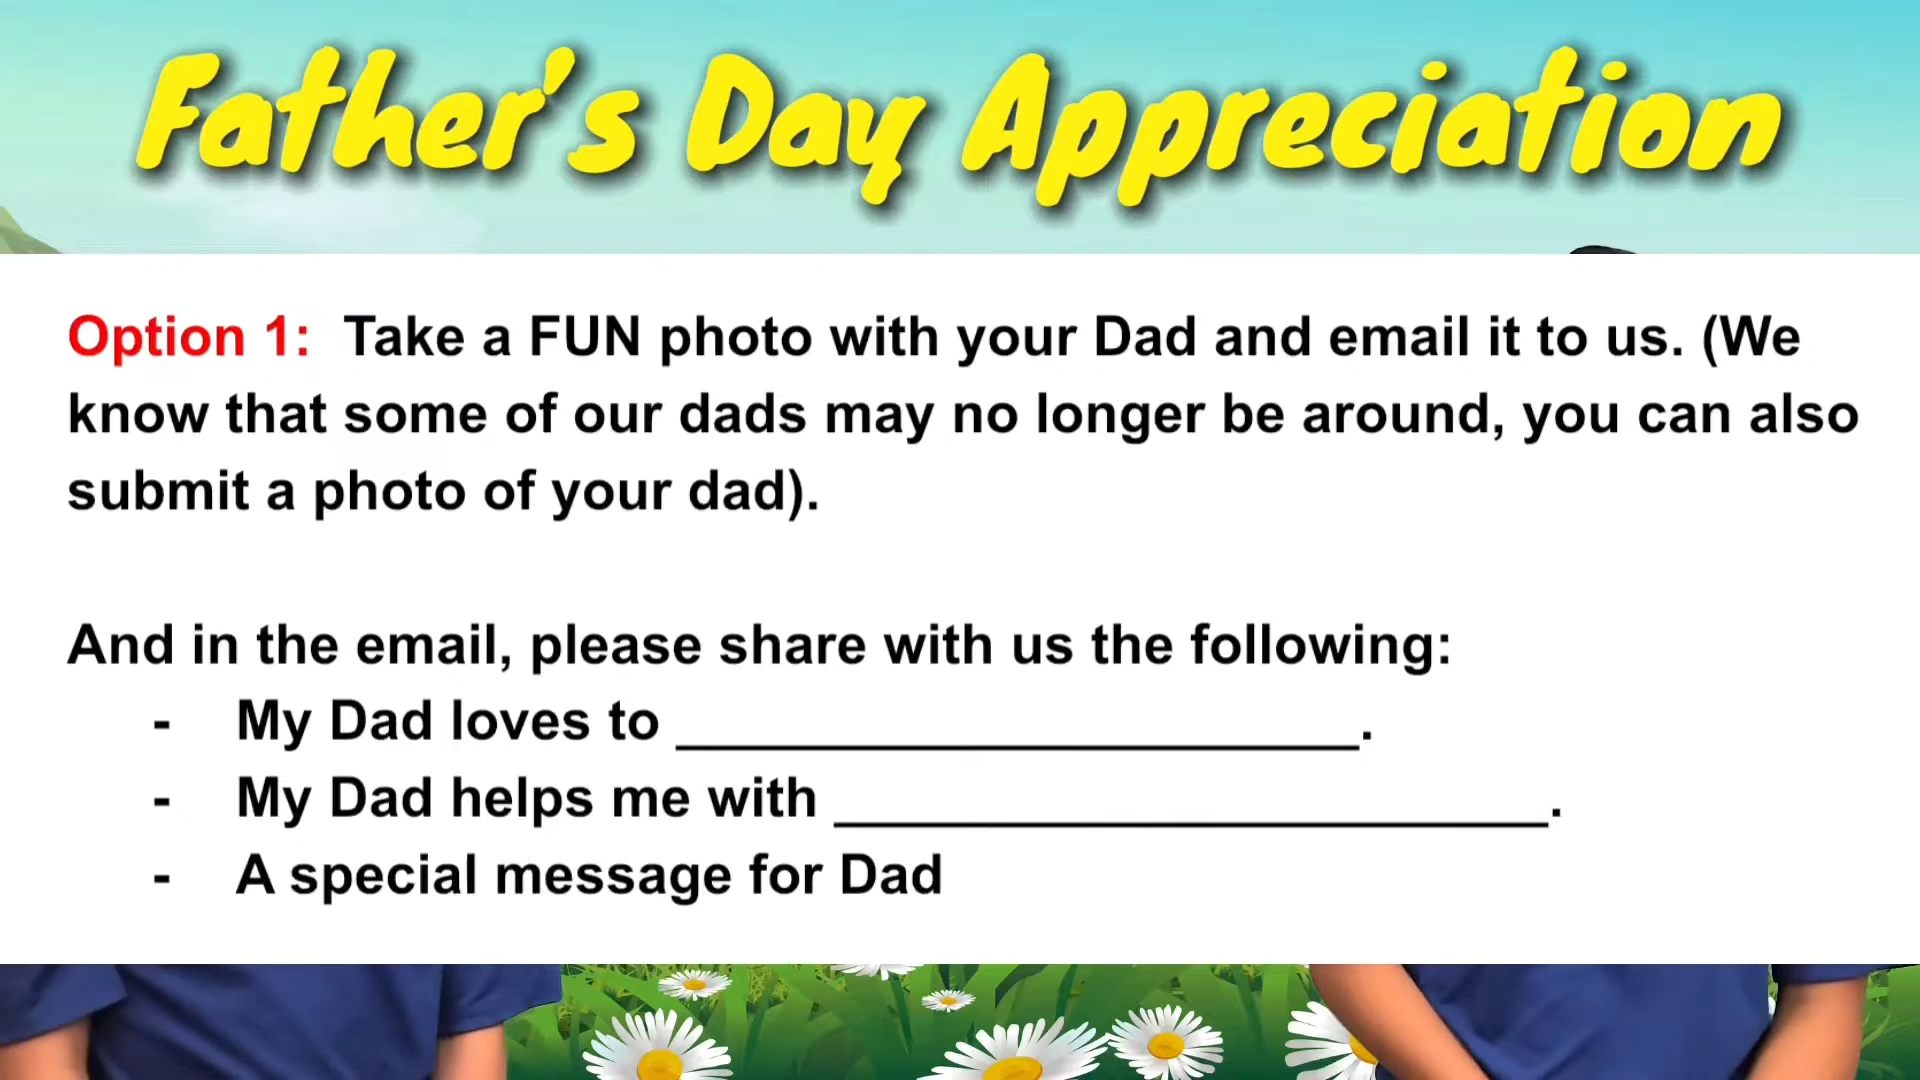 Father's Day Appreciation
Option 1: Take a FUN photo with your Dad and email it to us. (We
know that some of our dads may no longer be around, you can also
submit a photo of your dad).
And in the email, please share with us the following:
- My Dad loves to ______________________.
- My Dad helps me with _______________________.
- A special message for Dad